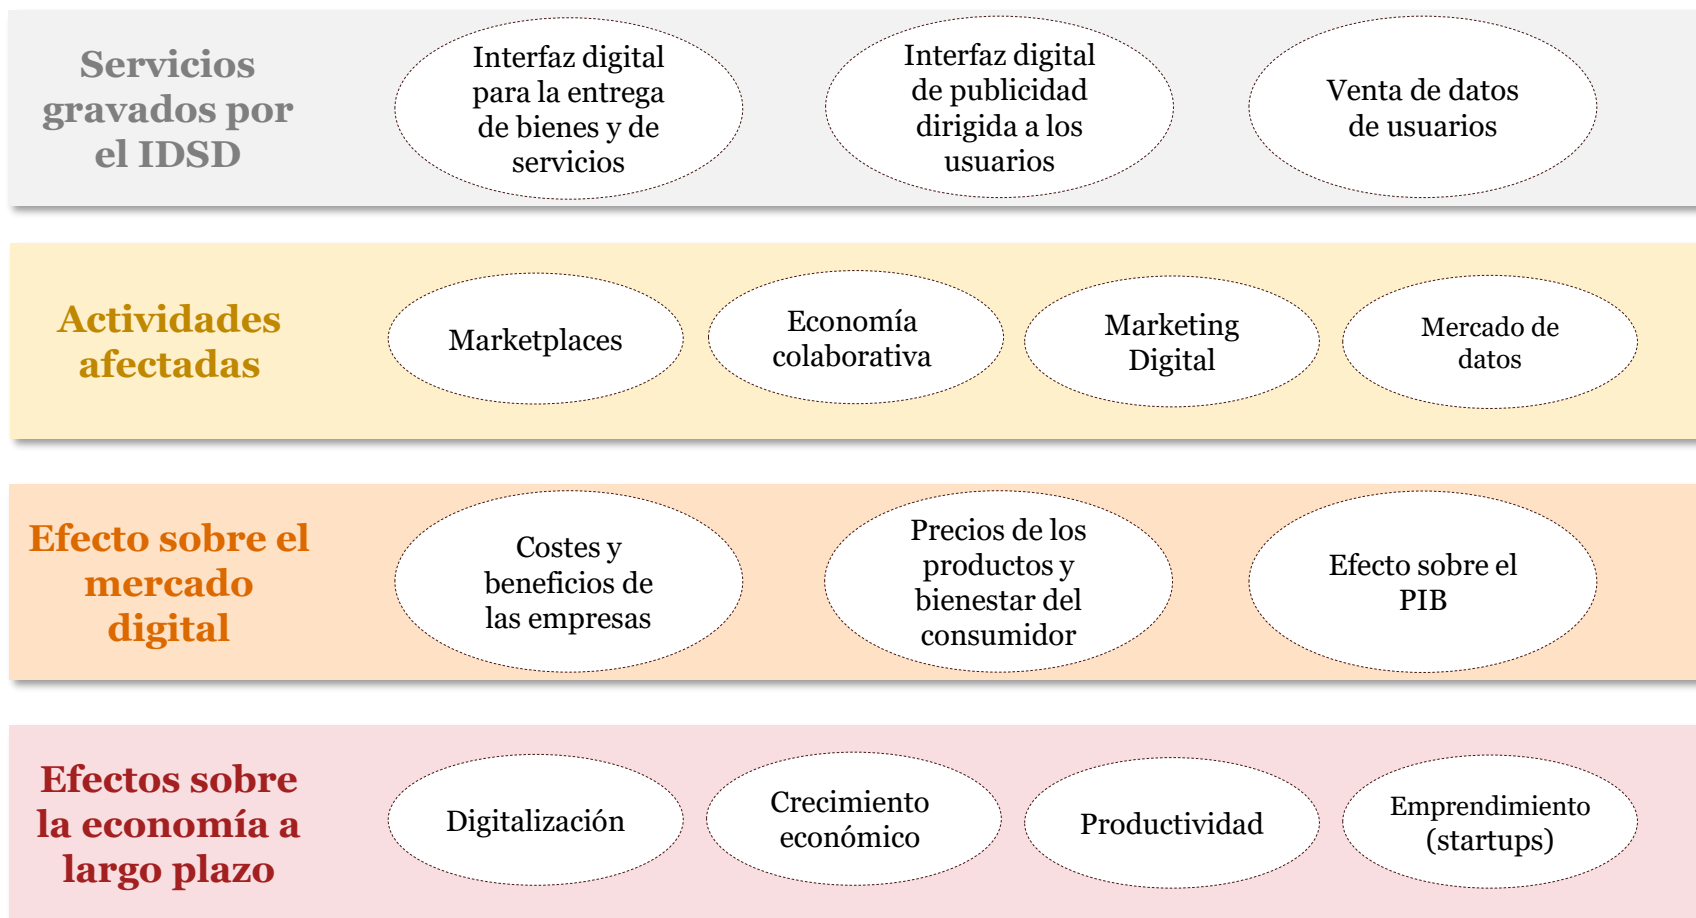 Servicios
gravados por
el IDSD
Interfaz digital
para la entrega
de bienes y de
servicios
Interfaz digital
de publicidad
dirigida a los
usuarios
Venta de datos
de usuarios
Actividades
afectadas
Marketplaces
Economía
colaborativa
Marketing
Digital
Mercado de
datos
Efecto sobre el
mercado
digital
Costes y
beneficios de
las empresas
Precios de los
productos y
bienestar del
consumidor
Efecto sobre el
PIB
Efectos sobre
la economía a
largo plazo
Digitalización
Crecimiento
económico
Productividad
Emprendimiento
(startups)